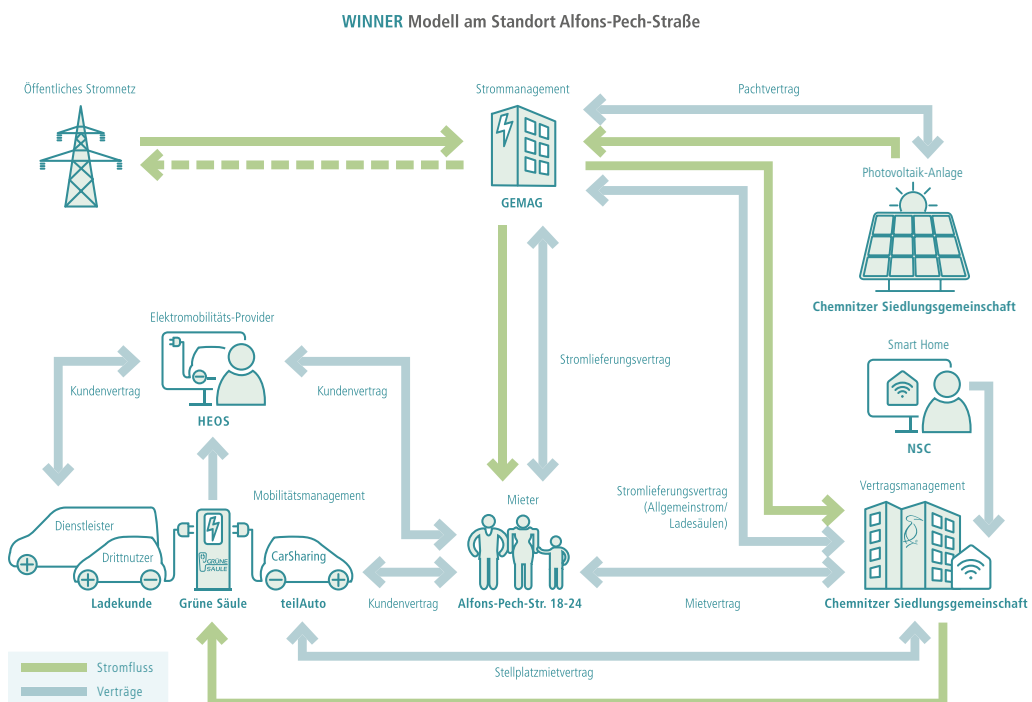 WINNER Modell am Standort Alfons-Pech-Straße
Öffentliches Stromnetz
Strommanagement
Pachtvertrag
GEMAG
Photovoltaik-Anlage
Chemnitzer Siedlungsgemeinschaft
Elektromobilitäts-Provider
HEOS
Kundenvertrag
Kundenvertrag
Stromlieferungsvertrag
Smart Home
NSC
Mobilitätsmanagement
Mieter
Stromlieferungsvertrag
(Allgemeinstrom/
Ladesäulen)
Vertragsmanagement
Dienstleister
Drittnutzer
GRÜNE
SÄULE
CarSharing
Ladekunde
Grüne Säule
teilAuto
Kundenvertrag
Alfons-Pech-Str. 18-24
Mietvertrag
Chemnitzer Siedlungsgemeinschaft
Stellplatzmietvertrag
Stromfluss
Verträge